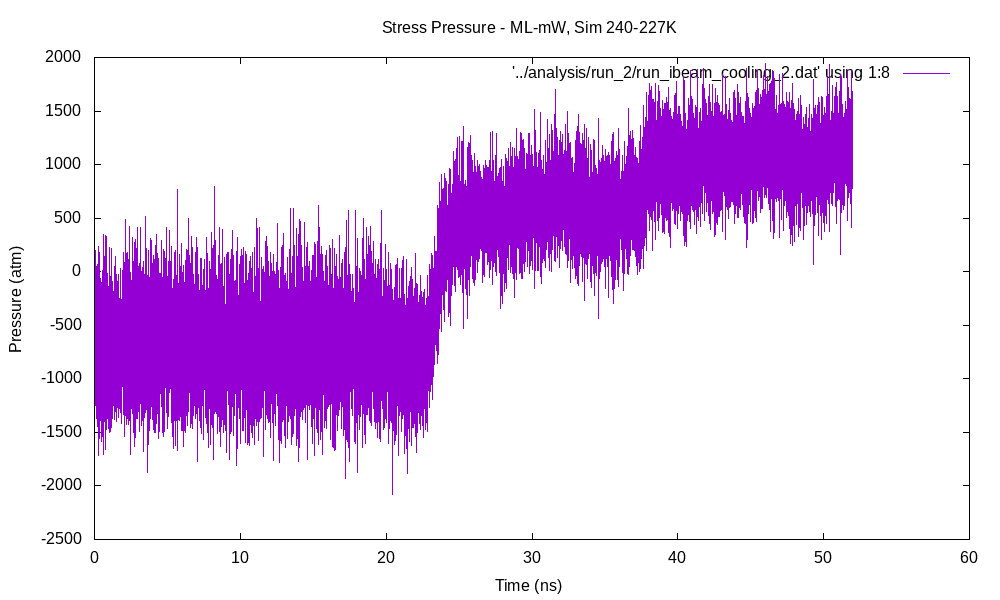 Stress Pressure - ML-mW, Sim 240-227K
'../analysis/run_2/run_ibeam_cooling_2.dat' using 1:8
2000
1500
1000
500
0
-500
-1000
-1500
-2000
-2500
Pressure (atm)
0 10 20 30 40 50 60
Time (ns)